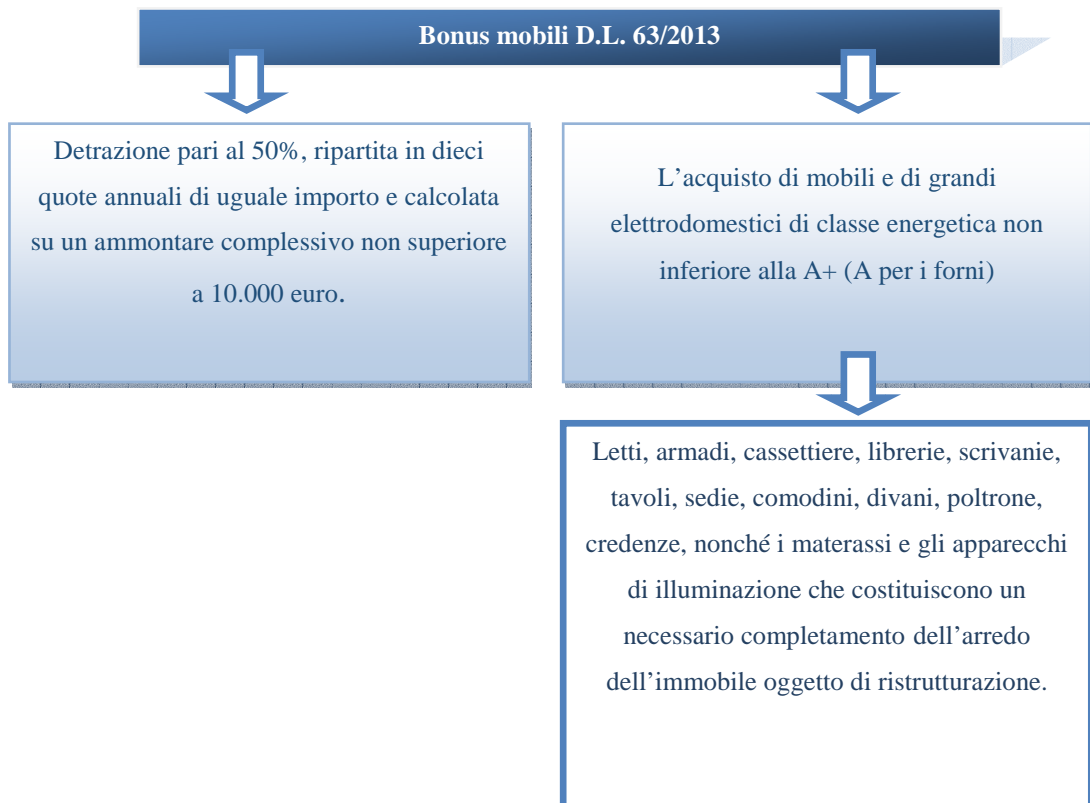 Bonus mobili D.L. 63/2013
Detrazione pari al 50%, ripartita in dieci
quote annuali di uguale importo e calcolata
su un ammontare complessivo non superiore
a 10.000 euro.
L’acquisto di mobili e di grandi
elettrodomestici di classe energetica non
inferiore alla A+ (A per i forni)
Letti, armadi, cassettiere, librerie, scrivanie,
tavoli, sedie, comodini, divani, poltrone,
credenze, nonché i materassi e gli apparecchi
di illuminazione che costituiscono un
necessario completamento dell’arredo
dell’immobile oggetto di ristrutturazione.